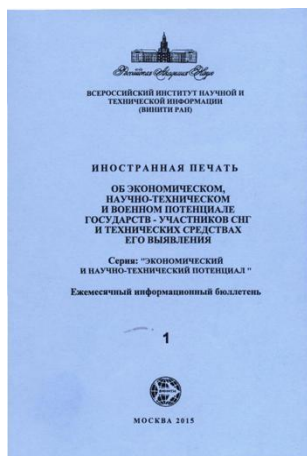 Российская Академия Наук
ВСЕРОССИЙСКИЙ ИНСТИТУТ НАУЧНОЙ И
ТЕХНИЧЕСКОЙ ИНФОРМАЦИИ
(ВИНИТИ РАН)
ИНОСТРАННАЯ ПЕЧАТЬ
ОБ ЭКОНОМИЧЕСКОМ,
НАУЧНО-ТЕХНИЧЕСКОМ
И ВОЕННОМ ПОТЕНЦИАЛЕ
ГОСУДАРСТВ - УЧАСТНИКОВ СНГ
И ТЕХНИЧЕСКИХ СРЕДСТВАХ
ЕГО ВЫЯВЛЕНИЯ
Серия: "ЭКОНОМИЧЕСКИЙ
И НАУЧНО-ТЕХНИЧЕСКИЙ ПОТЕНЦИАЛ "
Ежемесячный информационный бюллетень
1
ВИНИТИ
МОСКВА 2015